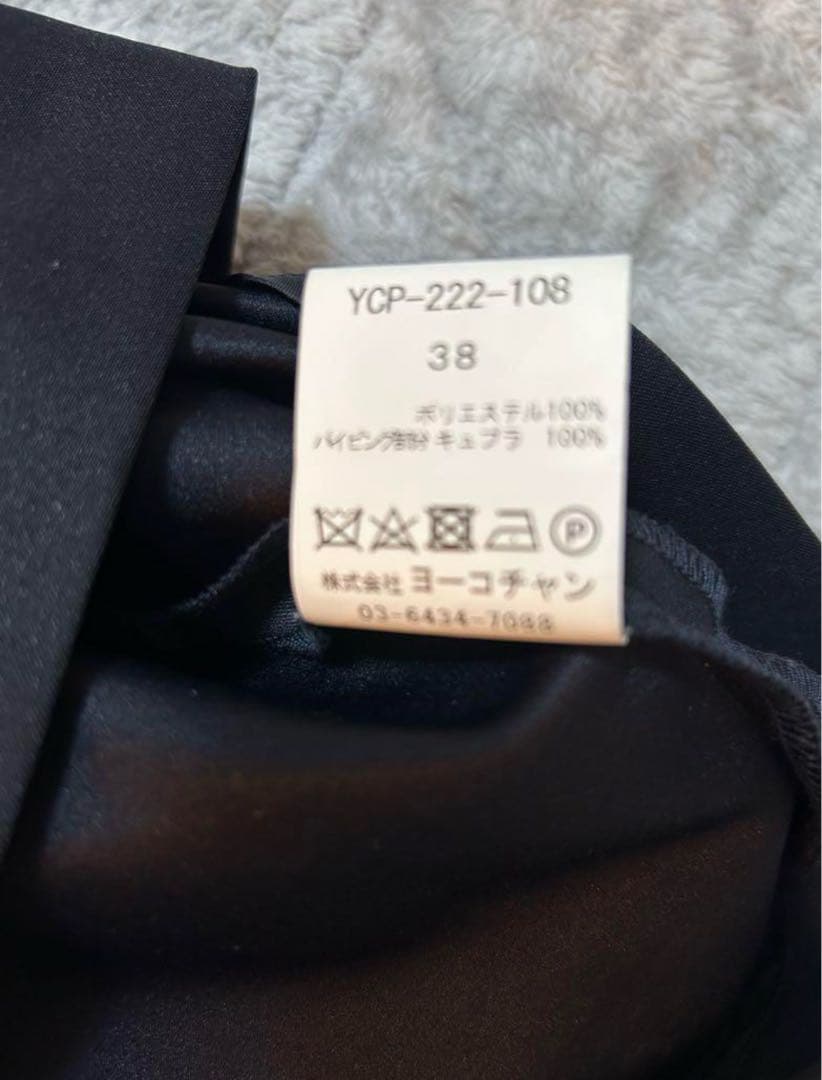 YCP-222-108
38
ポリエステル100%
パイピング部分 キュプラ 100%
P
株式会社 ヨーコチャン
03-6434-7088